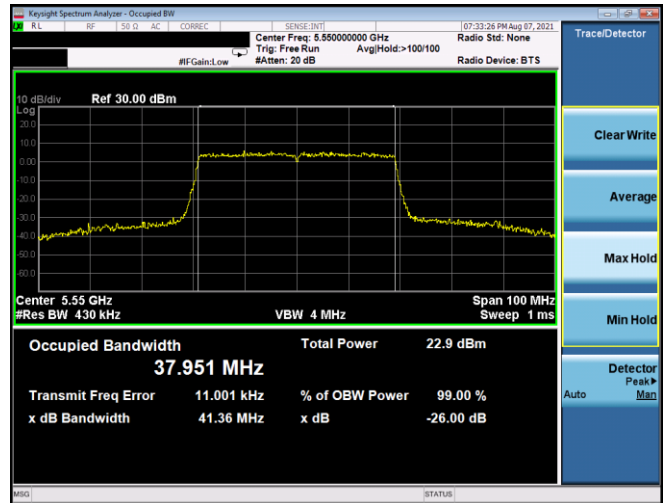 Keysight Spectrum Analyzer - Occupied BW
RL RF 50 Ω AC CORREC SENSE:INT 07:33:26 PM Aug 07, 2021
Center Freq: 5.550000000 GHz Radio Std: None
Trig: Free Run Avg|Hold:>100/100
#IFGain:Low #Atten: 20 dB Radio Device: BTS
10 dB/div Ref 30.00 dBm
Log
20.0
10.0
0.00
-10.0
-20.0
-30.0
-40.0
-50.0
-60.0
Center 5.55 GHz Span 100 MHz
#Res BW 430 kHz VBW 4 MHz Sweep 1 ms
Occupied Bandwidth Total Power 22.9 dBm
37.951 MHz
Transmit Freq Error 11.001 kHz % of OBW Power 99.00 %
x dB Bandwidth 41.36 MHz x dB -26.00 dB
MSG STATUS
Trace/Detector
Clear Write
Average
Max Hold
Min Hold
Detector
Peak▶
Auto Man